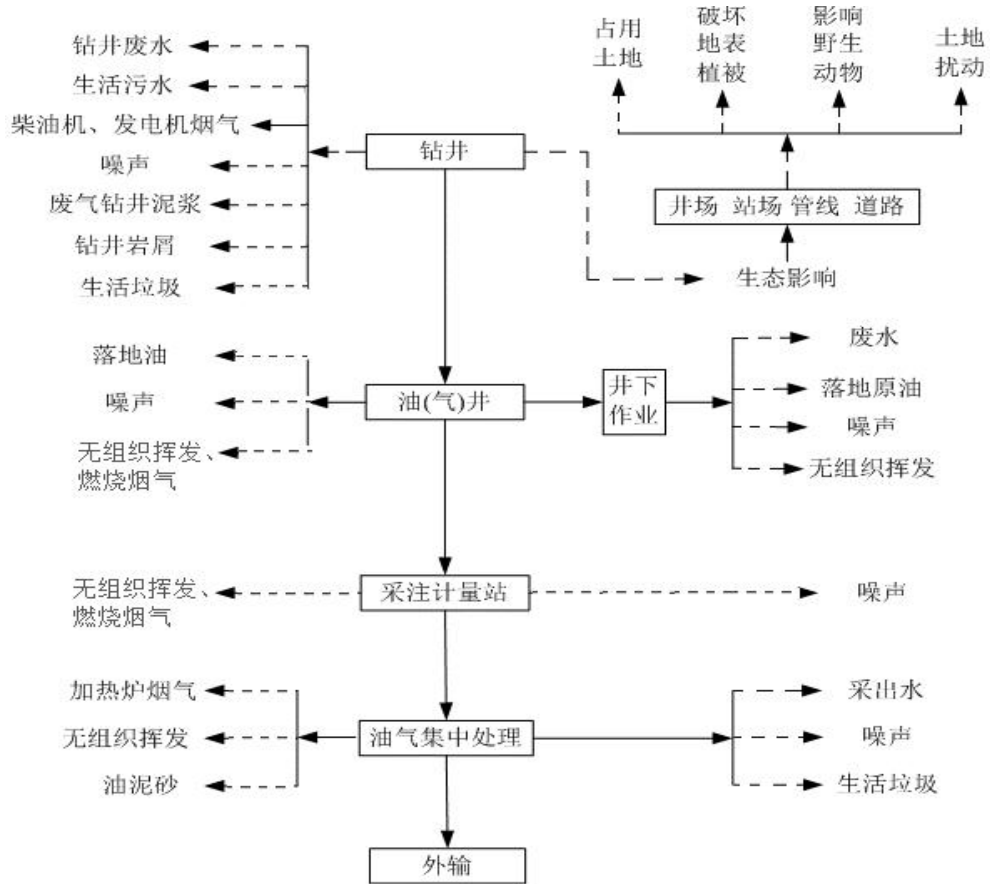 钻井废水
生活污水
柴油机、发电机烟气
噪声
废气钻井泥浆
钻井岩屑
生活垃圾
钻井
占用
土地
破坏
地表
植被
影响
野生
动物
土地
扰动
井场 站场 管线 道路
生态影响
落地油
噪声
无组织挥发、
燃烧烟气
油(气)井
井下
作业
废水
落地原油
噪声
无组织挥发
无组织挥发、
燃烧烟气
采注计量站
噪声
加热炉烟气
无组织挥发
油泥砂
油气集中处理
采出水
噪声
生活垃圾
外输